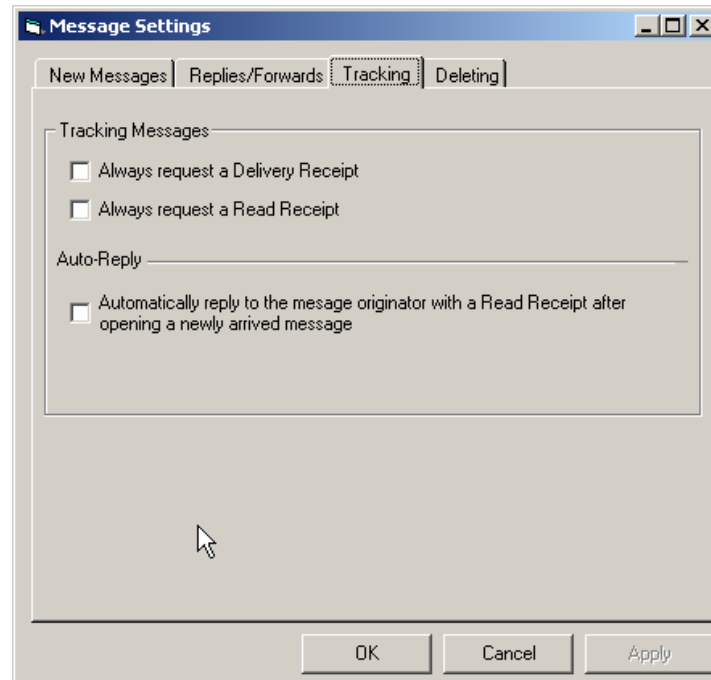 Message Settings
New Messages Replies/Forwards Tracking Deleting
Tracking Messages
Always request a Delivery Receipt
Always request a Read Receipt
Auto-Reply
Automatically reply to the mesage originator with a Read Receipt after
opening a newly arrived message
OK Cancel Apply